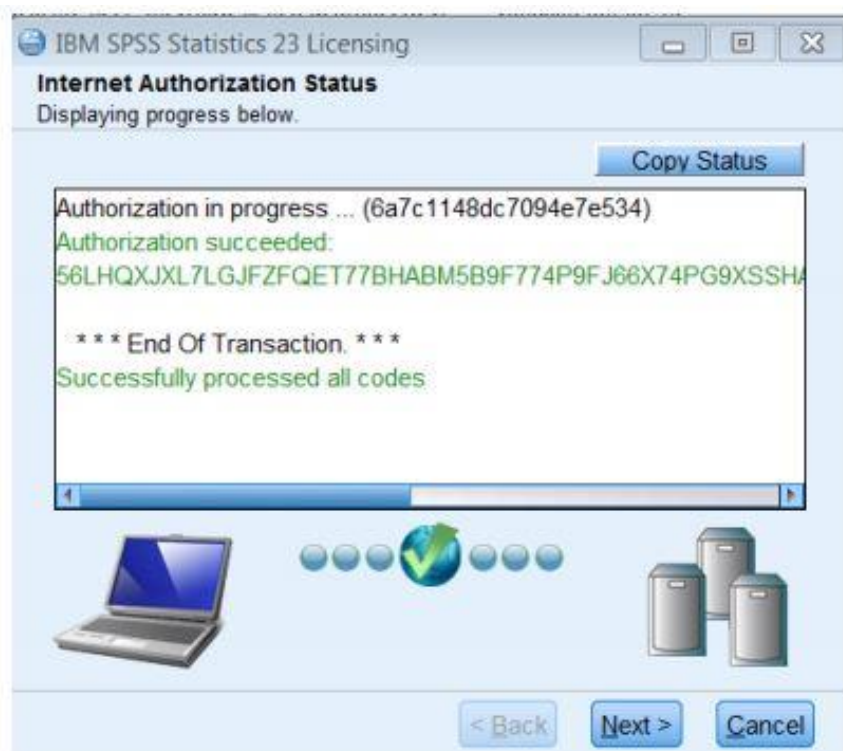 IBM SPSS Statistics 23 Licensing
Internet Authorization Status
Displaying progress below.
Copy Status
Authorization in progress ... (6a7c1148dc7094e7e534)
Authorization succeeded:
56LHQXJXL7LGJFZFQET77BHABM5B9F774P9FJ66X74PG9XSSHA
* * * End Of Transaction. * * *
Successfully processed all codes
< Back Next > Cancel